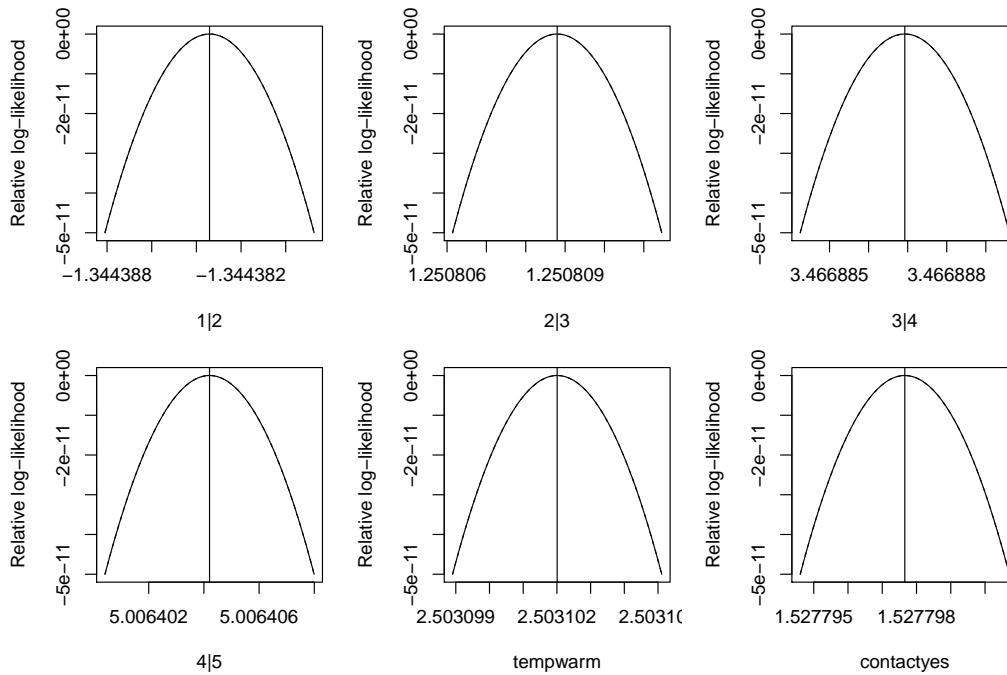 Relative log−likelihood
0e+00
−2e−11
−5e−11
−1.344388
−1.344382
1|2
Relative log−likelihood
0e+00
−2e−11
−5e−11
1.250806
1.250809
2|3
Relative log−likelihood
0e+00
−2e−11
−5e−11
3.466885
3.466888
3|4
Relative log−likelihood
0e+00
−2e−11
−5e−11
5.006402
5.006406
4|5
Relative log−likelihood
0e+00
−2e−11
−5e−11
2.503099
2.503102
tempwarm
Relative log−likelihood
0e+00
−2e−11
−5e−11
1.527795
1.527798
contactyes